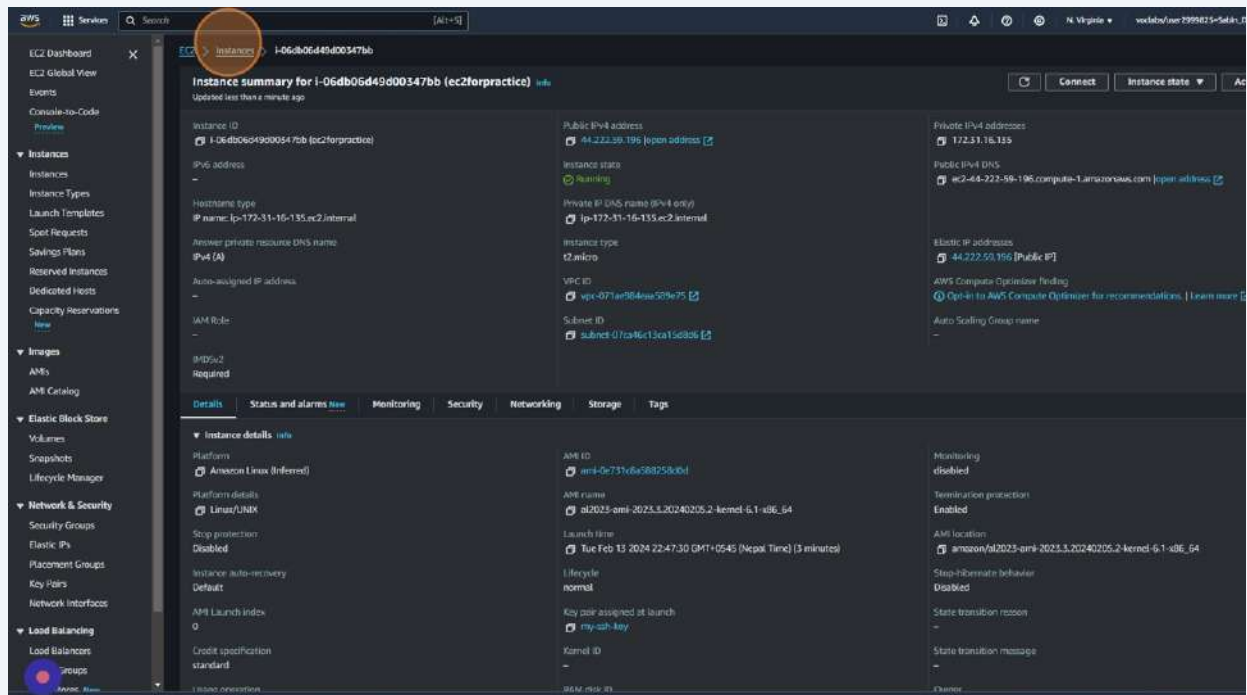 aws Services Search [Alt+S] N. Virginia
EC2 Dashboard
EC2 Global View
Events
Console-to-Code
Preview
Instances
Instances
Instance Types
Launch Templates
Spot Requests
Savings Plans
Reserved Instances
Dedicated Hosts
Capacity Reservations
New
Images
AMIs
AMI Catalog
Elastic Block Store
Volumes
Snapshots
Lifecycle Manager
Network & Security
Security Groups
Elastic IPs
Placement Groups
Key Pairs
Network Interfaces
Load Balancing
Load Balancers
Groups
New
EC2 > Instances > i-06db06d49d00347bb
Instance summary for i-06db06d49d00347bb (ec2forpractice) Info
Updated less than a minute ago
Connect Instance state
Instance ID
i-06db06d49d00347bb (ec2forpractice)
Public IPv4 address
44.222.59.196 |open address
Private IPv4 addresses
172.31.16.135
IPv6 address
–
Instance state
Running
Public IPv4 DNS
ec2-44-222-59-196.compute-1.amazonaws.com |open address
Hostname type
IP name: ip-172-31-16-135.ec2.internal
Private IP DNS name (IPv4 only)
ip-172-31-16-135.ec2.internal
Answer private resource DNS name
IPv4 (A)
Instance type
t2.micro
Elastic IP addresses
44.222.59.196 [Public IP]
Auto-assigned IP address
–
VPC ID
AWS Compute Optimizer finding
Opt-in to AWS Compute Optimizer for recommendations. | Learn more
IAM Role
–
Subnet ID
subnet-07ca46c13ca15d8d6
Auto Scaling Group name
–
IMDSv2
Required
Details Status and alarms New Monitoring Security Networking Storage Tags
Instance details Info
Platform
Amazon Linux (Inferred)
AMI ID
ami-0e731c8a588258d0d
Monitoring
disabled
Platform details
Linux/UNIX
AMI name
al2023-ami-2023.3.20240205.2-kernel-6.1-x86_64
Termination protection
Enabled
Stop protection
Disabled
Launch time
Tue Feb 13 2024 22:47:30 GMT+0545 (Nepal Time) (3 minutes)
AMI location
amazon/al2023-ami-2023.3.20240205.2-kernel-6.1-x86_64
Instance auto-recovery
Default
Lifecycle
normal
Stop-hibernate behavior
Disabled
AMI Launch index
0
Key pair assigned at launch
my-ssh-key
State transition reason
–
Credit specification
standard
Kernel ID
–
State transition message
–
Usage operation
RAM disk ID
Owner